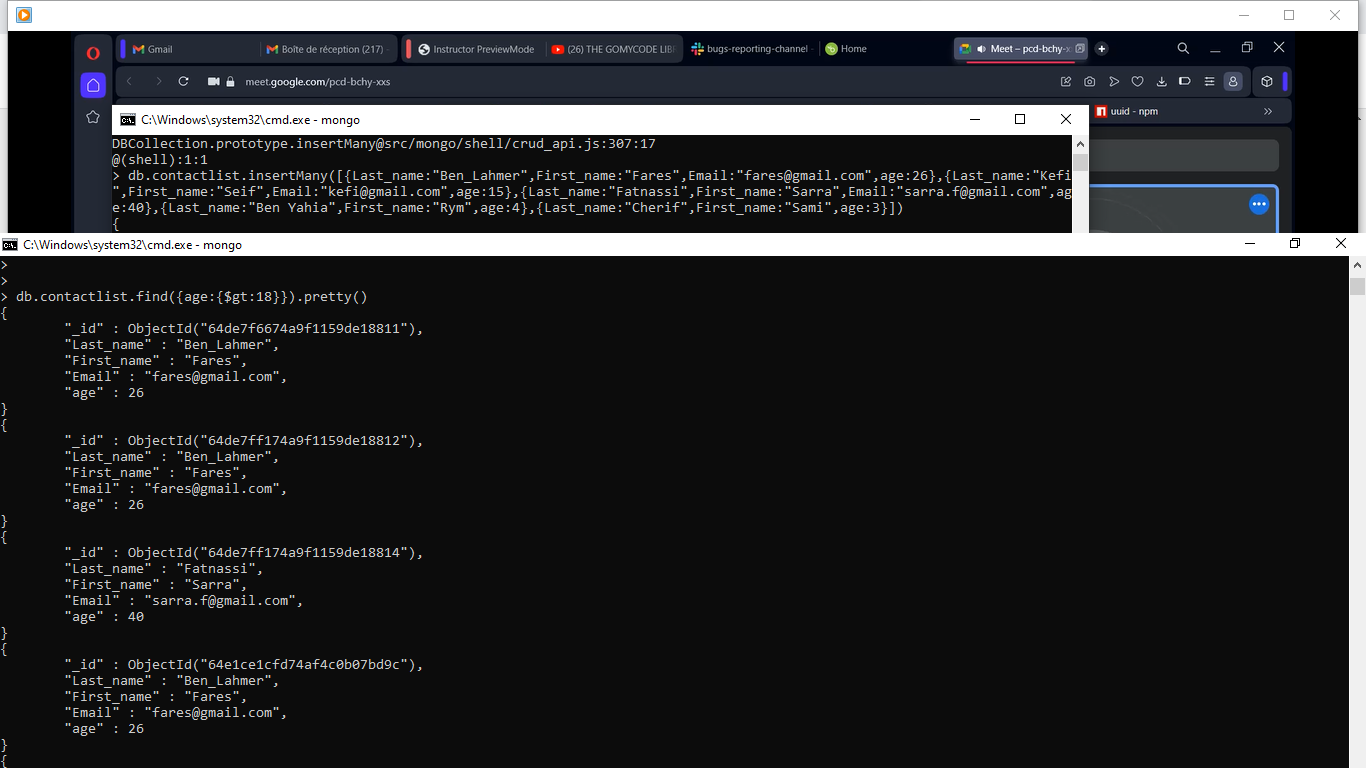 Gmail
Boîte de réception (217)
Instructor PreviewMode
(26) THE GOMYCODE LIB
bugs-reporting-channel
Home
Meet – pcd-bchy-
meet.google.com/pcd-bchy-xxs
uuid - npm
C:\Windows\system32\cmd.exe - mongo
DBCollection.prototype.insertMany@src/mongo/shell/crud_api.js:307:17
@(shell):1:1
> db.contactlist.insertMany([{Last_name:"Ben_Lahmer",First_name:"Fares",Email:"fares@gmail.com",age:26},{Last_name:"Kefi
",First_name:"Seif",Email:"kefi@gmail.com",age:15},{Last_name:"Fatnassi",First_name:"Sarra",Email:"sarra.f@gmail.com",ag
e:40},{Last_name:"Ben Yahia",First_name:"Rym",age:4},{Last_name:"Cherif",First_name:"Sami",age:3}])
{
C:\Windows\system32\cmd.exe - mongo
>
>
> db.contactlist.find({age:{$gt:18}}).pretty()
{
"_id" : ObjectId("64de7f6674a9f1159de18811"),
"Last_name" : "Ben_Lahmer",
"First_name" : "Fares",
"Email" : "fares@gmail.com",
"age" : 26
}
{
"_id" : ObjectId("64de7ff174a9f1159de18812"),
"Last_name" : "Ben_Lahmer",
"First_name" : "Fares",
"Email" : "fares@gmail.com",
"age" : 26
}
{
"_id" : ObjectId("64de7ff174a9f1159de18814"),
"Last_name" : "Fatnassi",
"First_name" : "Sarra",
"Email" : "sarra.f@gmail.com",
"age" : 40
}
{
"_id" : ObjectId("64e1ce1cfd74af4c0b07bd9c"),
"Last_name" : "Ben_Lahmer",
"First_name" : "Fares",
"Email" : "fares@gmail.com",
"age" : 26
}
{